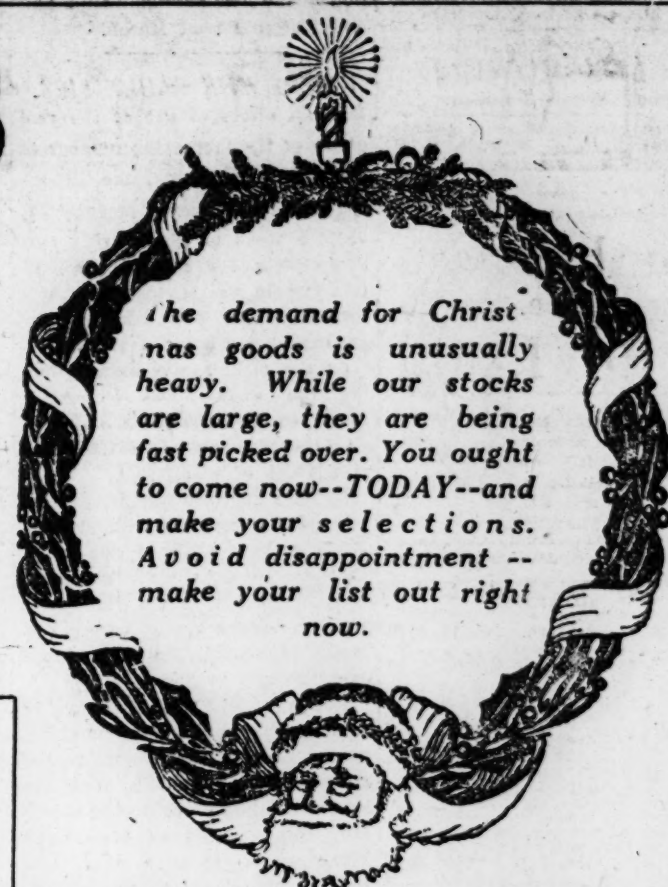 The demand for Christ
mas goods is unusually
heavy. While our stocks
are large, they are being
fast picked over. You ought
to come now--TODAY--and
make your selections.
Avoid disappointment --
make your list out right
now.